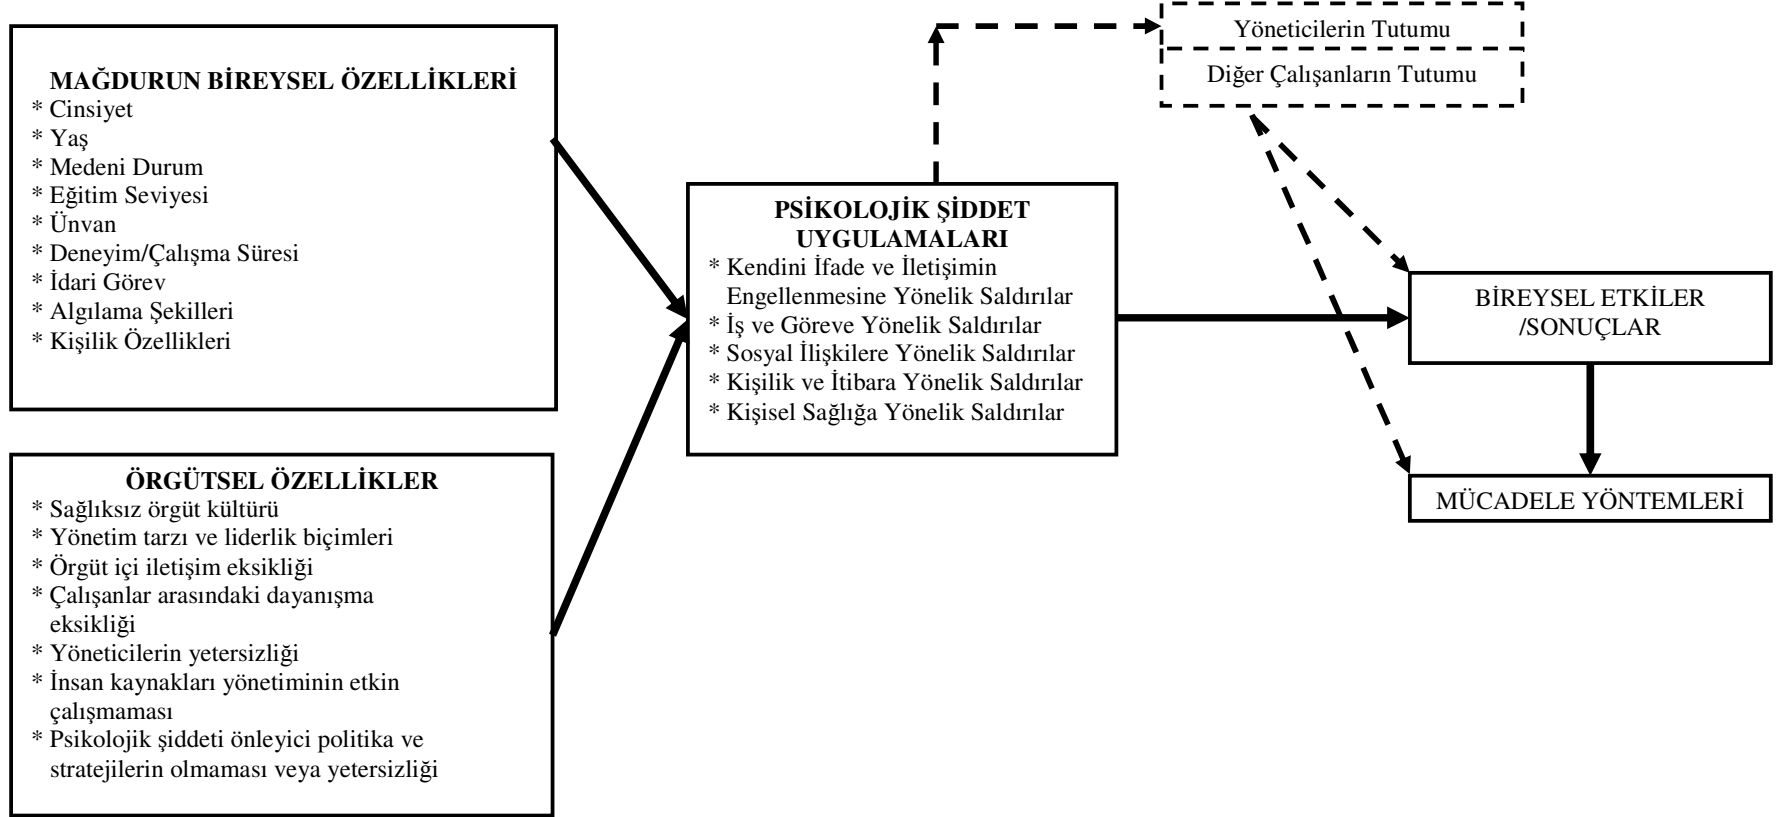 MAĞDURUN BİREYSEL ÖZELLİKLERİ
* Cinsiyet
* Yaş
* Medeni Durum
* Eğitim Seviyesi
* Ünvan
* Deneyim/Çalışma Süresi
* İdari Görev
* Algılama Şekilleri
* Kişilik Özellikleri
ÖRGÜTSEL ÖZELLİKLER
* Sağlıksız örgüt kültürü
* Yönetim tarzı ve liderlik biçimleri
* Örgüt içi iletişim eksikliği
* Çalışanlar arasındaki dayanışma
eksikliği
* Yöneticilerin yetersizliği
* İnsan kaynakları yönetiminin etkin
çalışmaması
* Psikolojik şiddeti önleyici politika ve
stratejilerin olmaması veya yetersizliği
PSİKOLOJİK ŞİDDET
UYGULAMALARI
* Kendini İfade ve İletişimin
Engellenmesine Yönelik Saldırılar
* İş ve Göreve Yönelik Saldırılar
* Sosyal İlişkilere Yönelik Saldırılar
* Kişilik ve İtibara Yönelik Saldırılar
* Kişisel Sağlığa Yönelik Saldırılar
Yöneticilerin Tutumu
Diğer Çalışanların Tutumu
BİREYSEL ETKİLER
/SONUÇLAR
MÜCADELE YÖNTEMLERİ